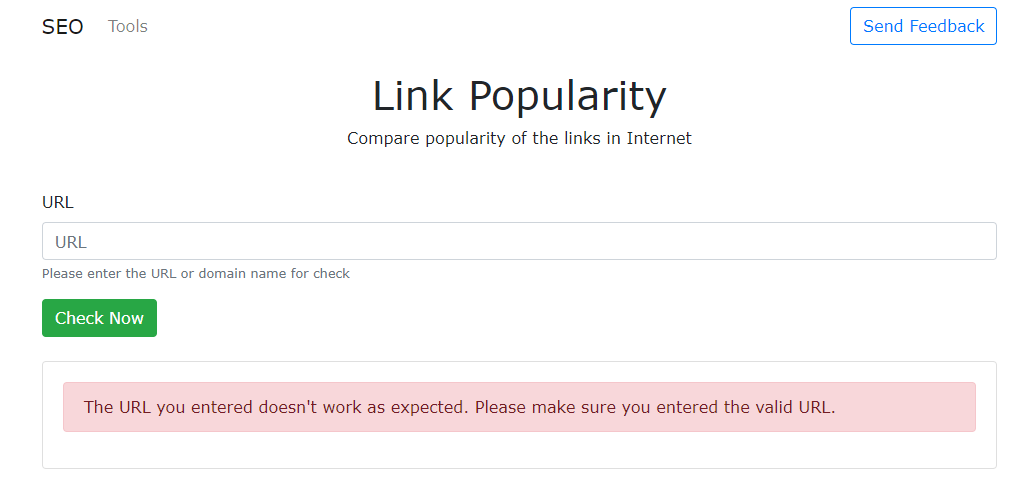 SEO Tools Send Feedback
Link Popularity
Compare popularity of the links in Internet
URL
URL
Please enter the URL or domain name for check
Check Now
The URL you entered doesn't work as expected. Please make sure you entered the valid URL.